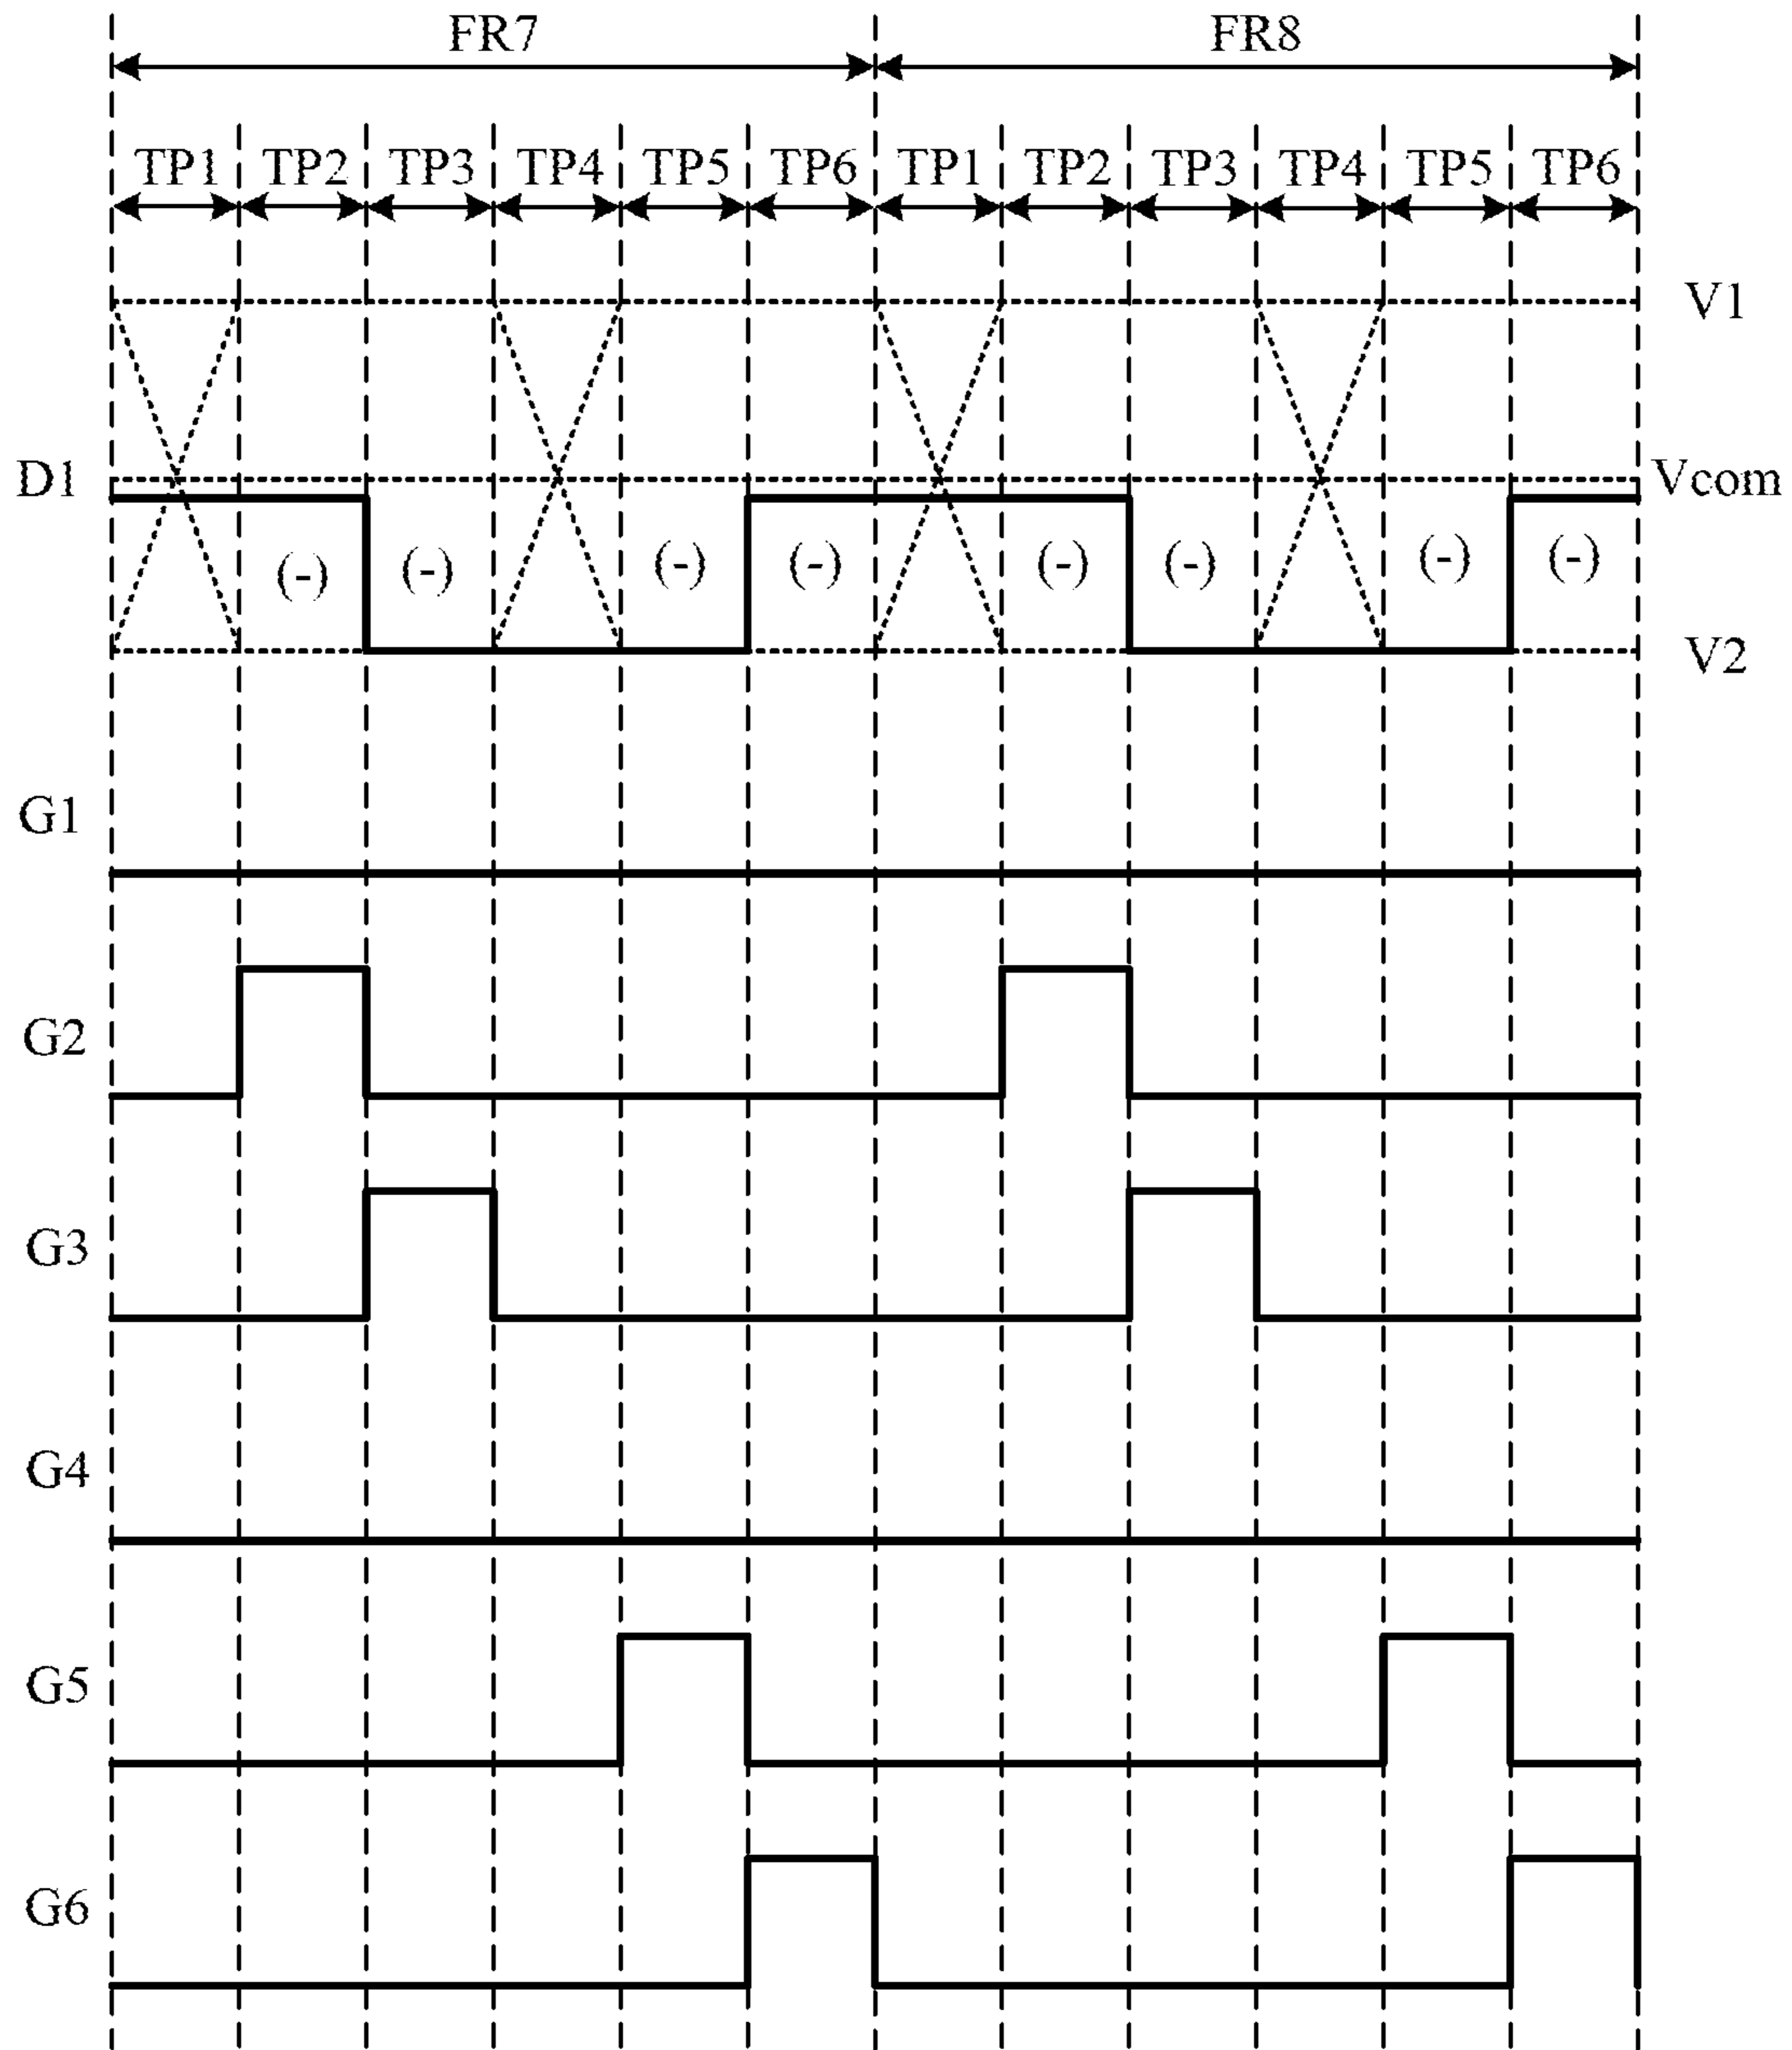 FR7 FR8
TP1 TP2 TP3 TP4 TP5 TP6 TP1 TP2 TP3 TP4 TP5 TP6
V1
D1 Vcom
(-) (-) (-) (-) (-) (-) (-) (-)
V2
G1
G2
G3
G4
G5
G6